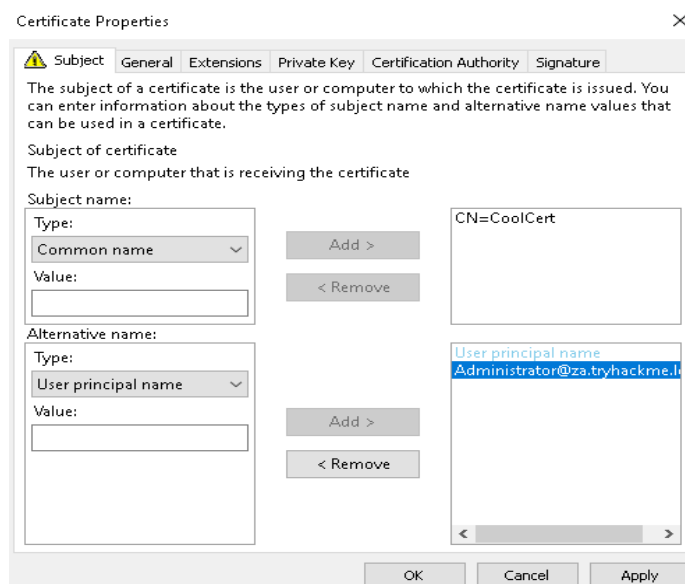 Certificate Properties
Subject General Extensions Private Key Certification Authority Signature
The subject of a certificate is the user or computer to which the certificate is issued. You
can enter information about the types of subject name and alternative name values that
can be used in a certificate.
Subject of certificate
The user or computer that is receiving the certificate
Subject name:
Type:
Common name
Value:
Add >
< Remove
CN=CoolCert
Alternative name:
Type:
User principal name
Value:
Add >
< Remove
User principal name
Administrator@za.tryhackme.l
OK Cancel Apply